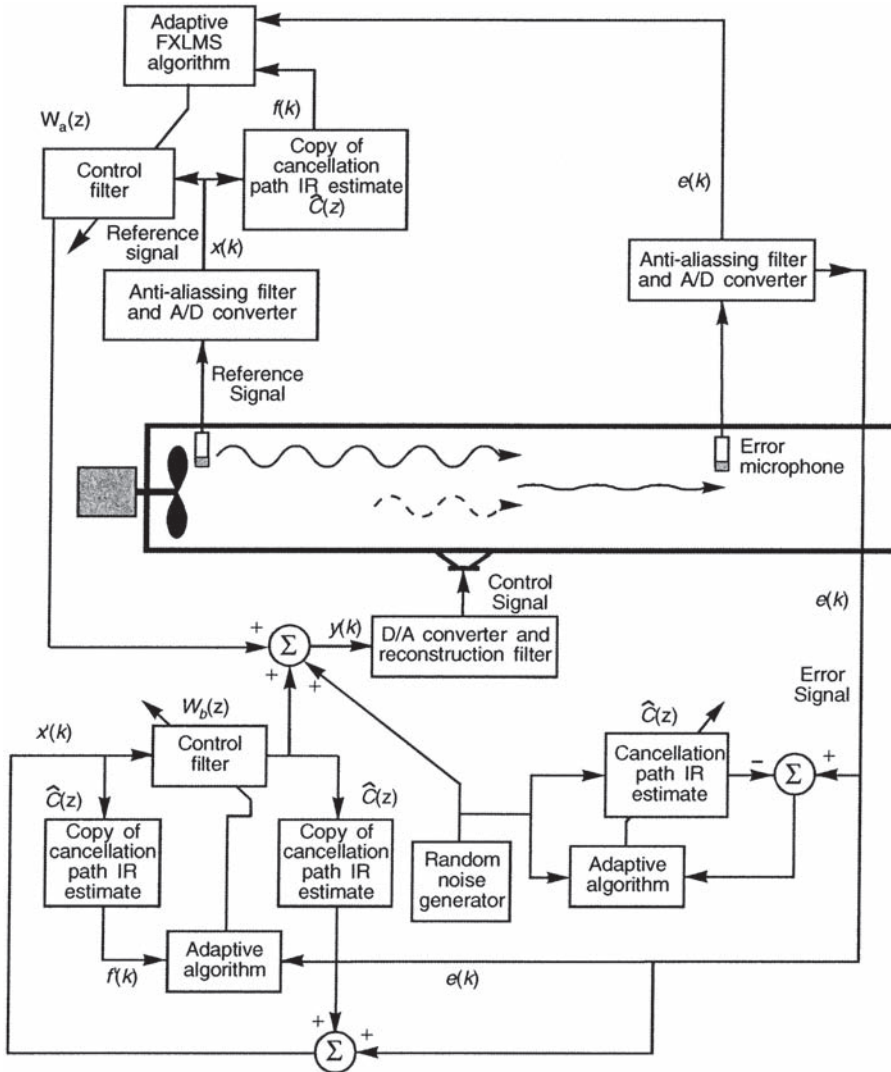 Adaptive
FXLMS
algorithm
f(k)
Wa(z)
Control
filter
Copy of
cancellation
path IR
estimate
Ĉ(z)
e(k)
Reference
signal
x(k)
Anti-aliassing filter
and A/D converter
Anti-aliassing filter
and A/D converter
Reference
Signal
Error
microphone
Control
Signal
e(k)
+
Σ
y(k)
D/A converter and
reconstruction filter
+
+
Error
Signal
Wb(z)
Ĉ(z)
x'(k)
Control
filter
Cancellation
path IR
estimate
−
Σ
+
Ĉ(z)
Ĉ(z)
Copy of
cancellation
path IR
estimate
Copy of
cancellation
path IR
estimate
Random
noise
generator
Adaptive
algorithm
Adaptive
algorithm
f'(k)
e(k)
+
+
Σ